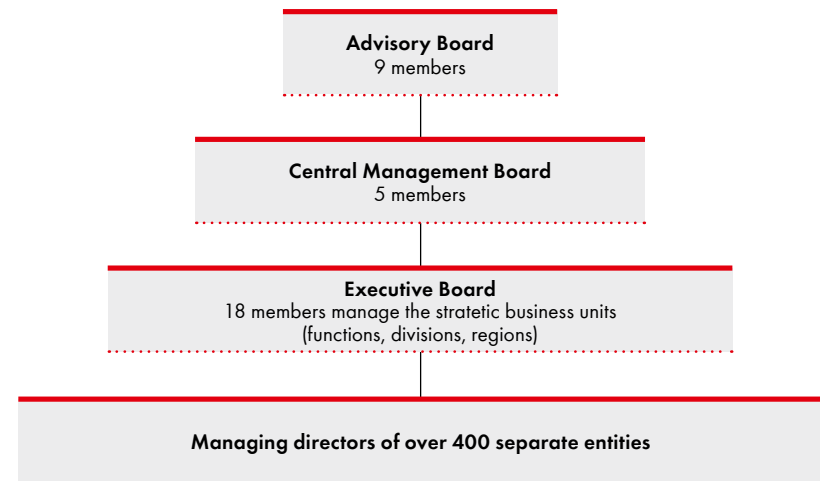 Advisory Board
9 members
Central Management Board
5 members
Executive Board
18 members manage the stratetic business units
(functions, divisions, regions)
Managing directors of over 400 separate entities